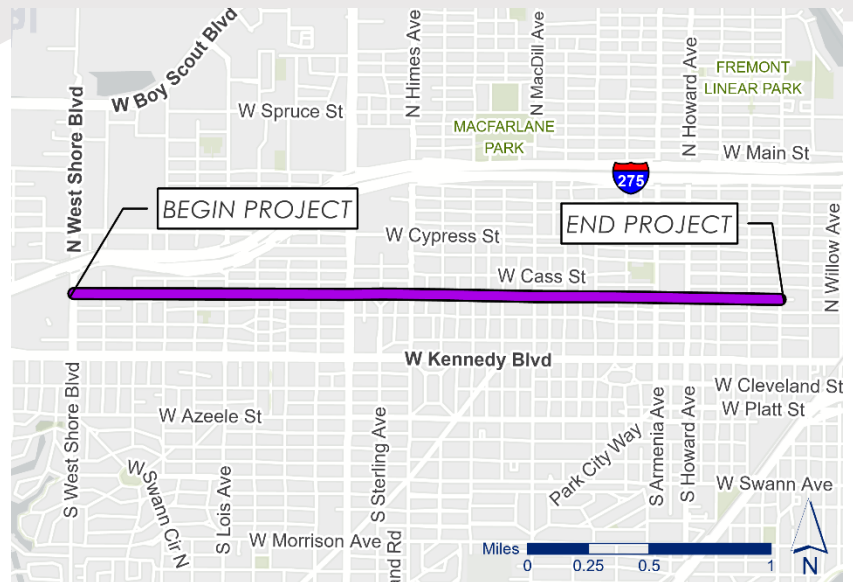 W Boy Scout Blvd
N West Shore Blvd
W Spruce St
N Himes Ave
N MacDill Ave
MACFARLANE
PARK
N Howard Ave
FREMONT
LINEAR PARK
W Main St
275
BEGIN PROJECT
END PROJECT
W Cypress St
W Cass St
N Willow Ave
W Kennedy Blvd
W Cleveland St
W Platt St
S West Shore Blvd
W Azeele St
S Sterling Ave
Park City Way
S Armenia Ave
S Howard Ave
W Swann Cir N
S Lois Ave
W Swann Ave
W Morrison Ave
and Rd
Miles
0 0.25 0.5 1
N